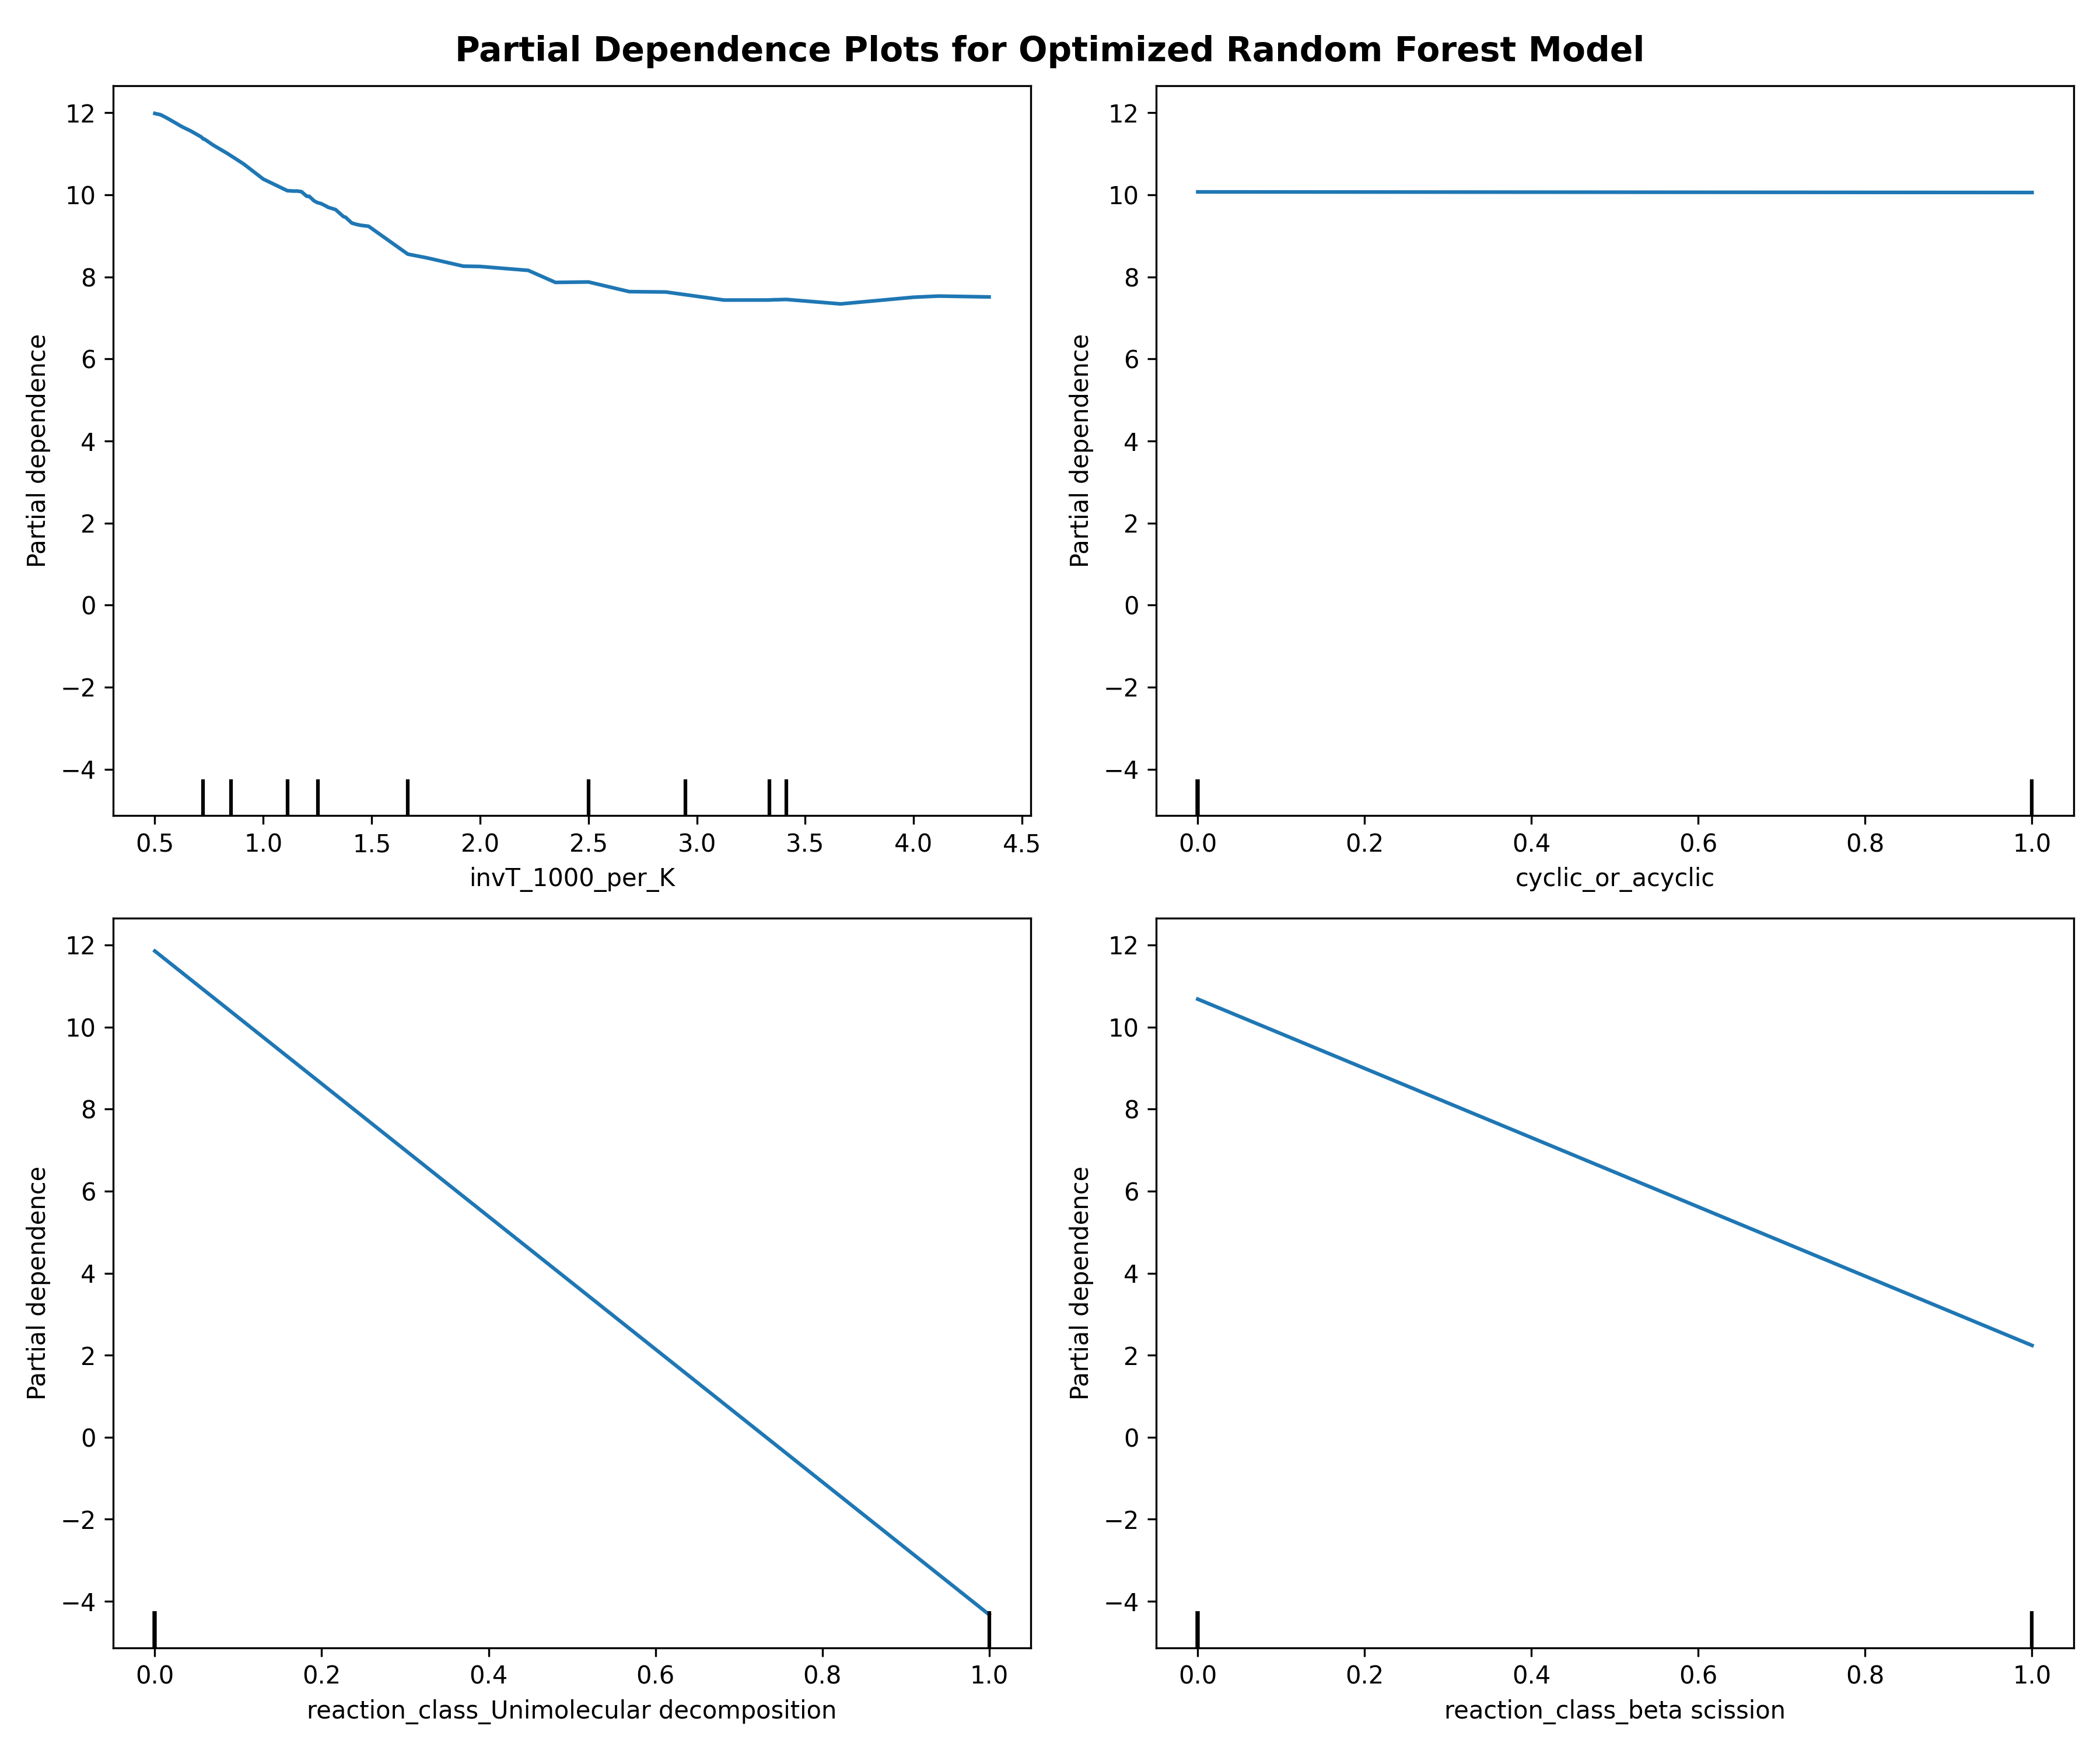 Partial Dependence Plots for Optimized Random Forest Model
12
10
8
6
4
2
0
−2
−4
Partial dependence
0.5 1.0 1.5 2.0 2.5 3.0 3.5 4.0 4.5
invT_1000_per_K
12
10
8
6
4
2
0
−2
−4
Partial dependence
0.0 0.2 0.4 0.6 0.8 1.0
cyclic_or_acyclic
12
10
8
6
4
2
0
−2
−4
Partial dependence
0.0 0.2 0.4 0.6 0.8 1.0
reaction_class_Unimolecular decomposition
12
10
8
6
4
2
0
−2
−4
Partial dependence
0.0 0.2 0.4 0.6 0.8 1.0
reaction_class_beta scission